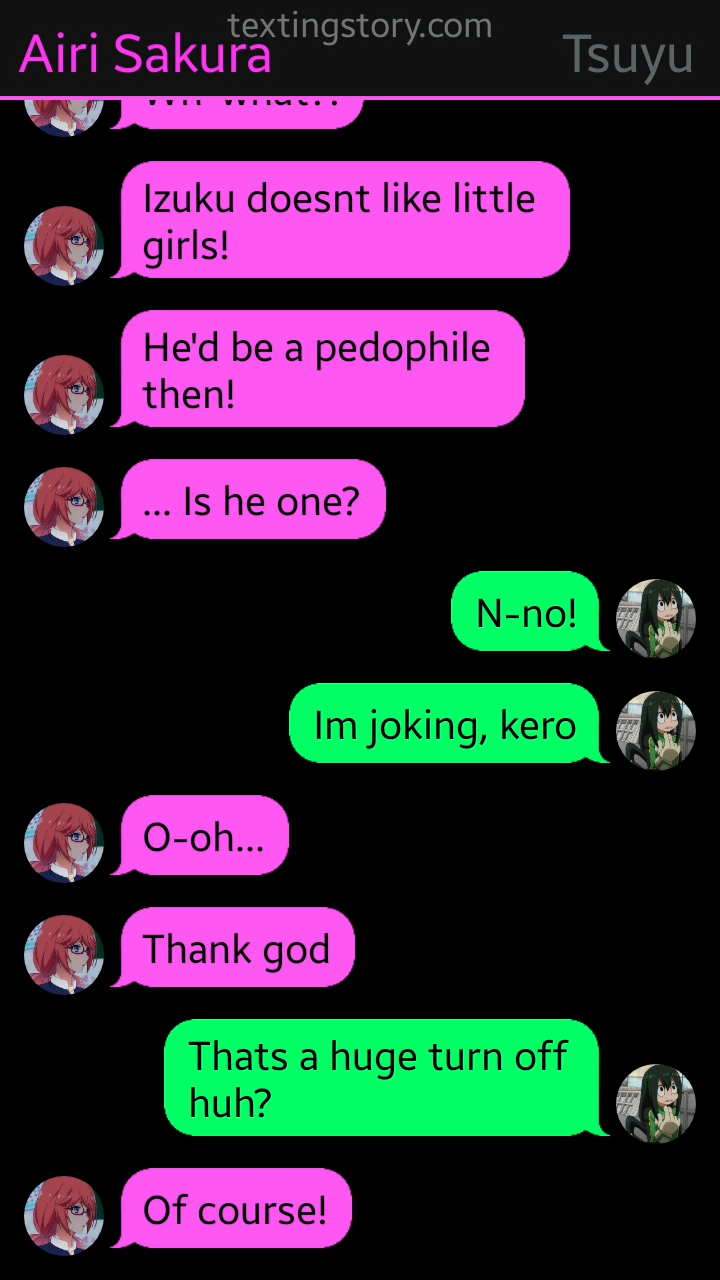 textingstory.com
Airi Sakura
Tsuyu
Izuku doesnt like little
girls!
He'd be a pedophile
then!
... Is he one?
N-no!
Im joking, kero
O-oh...
Thank god
Thats a huge turn off
huh?
Of course!